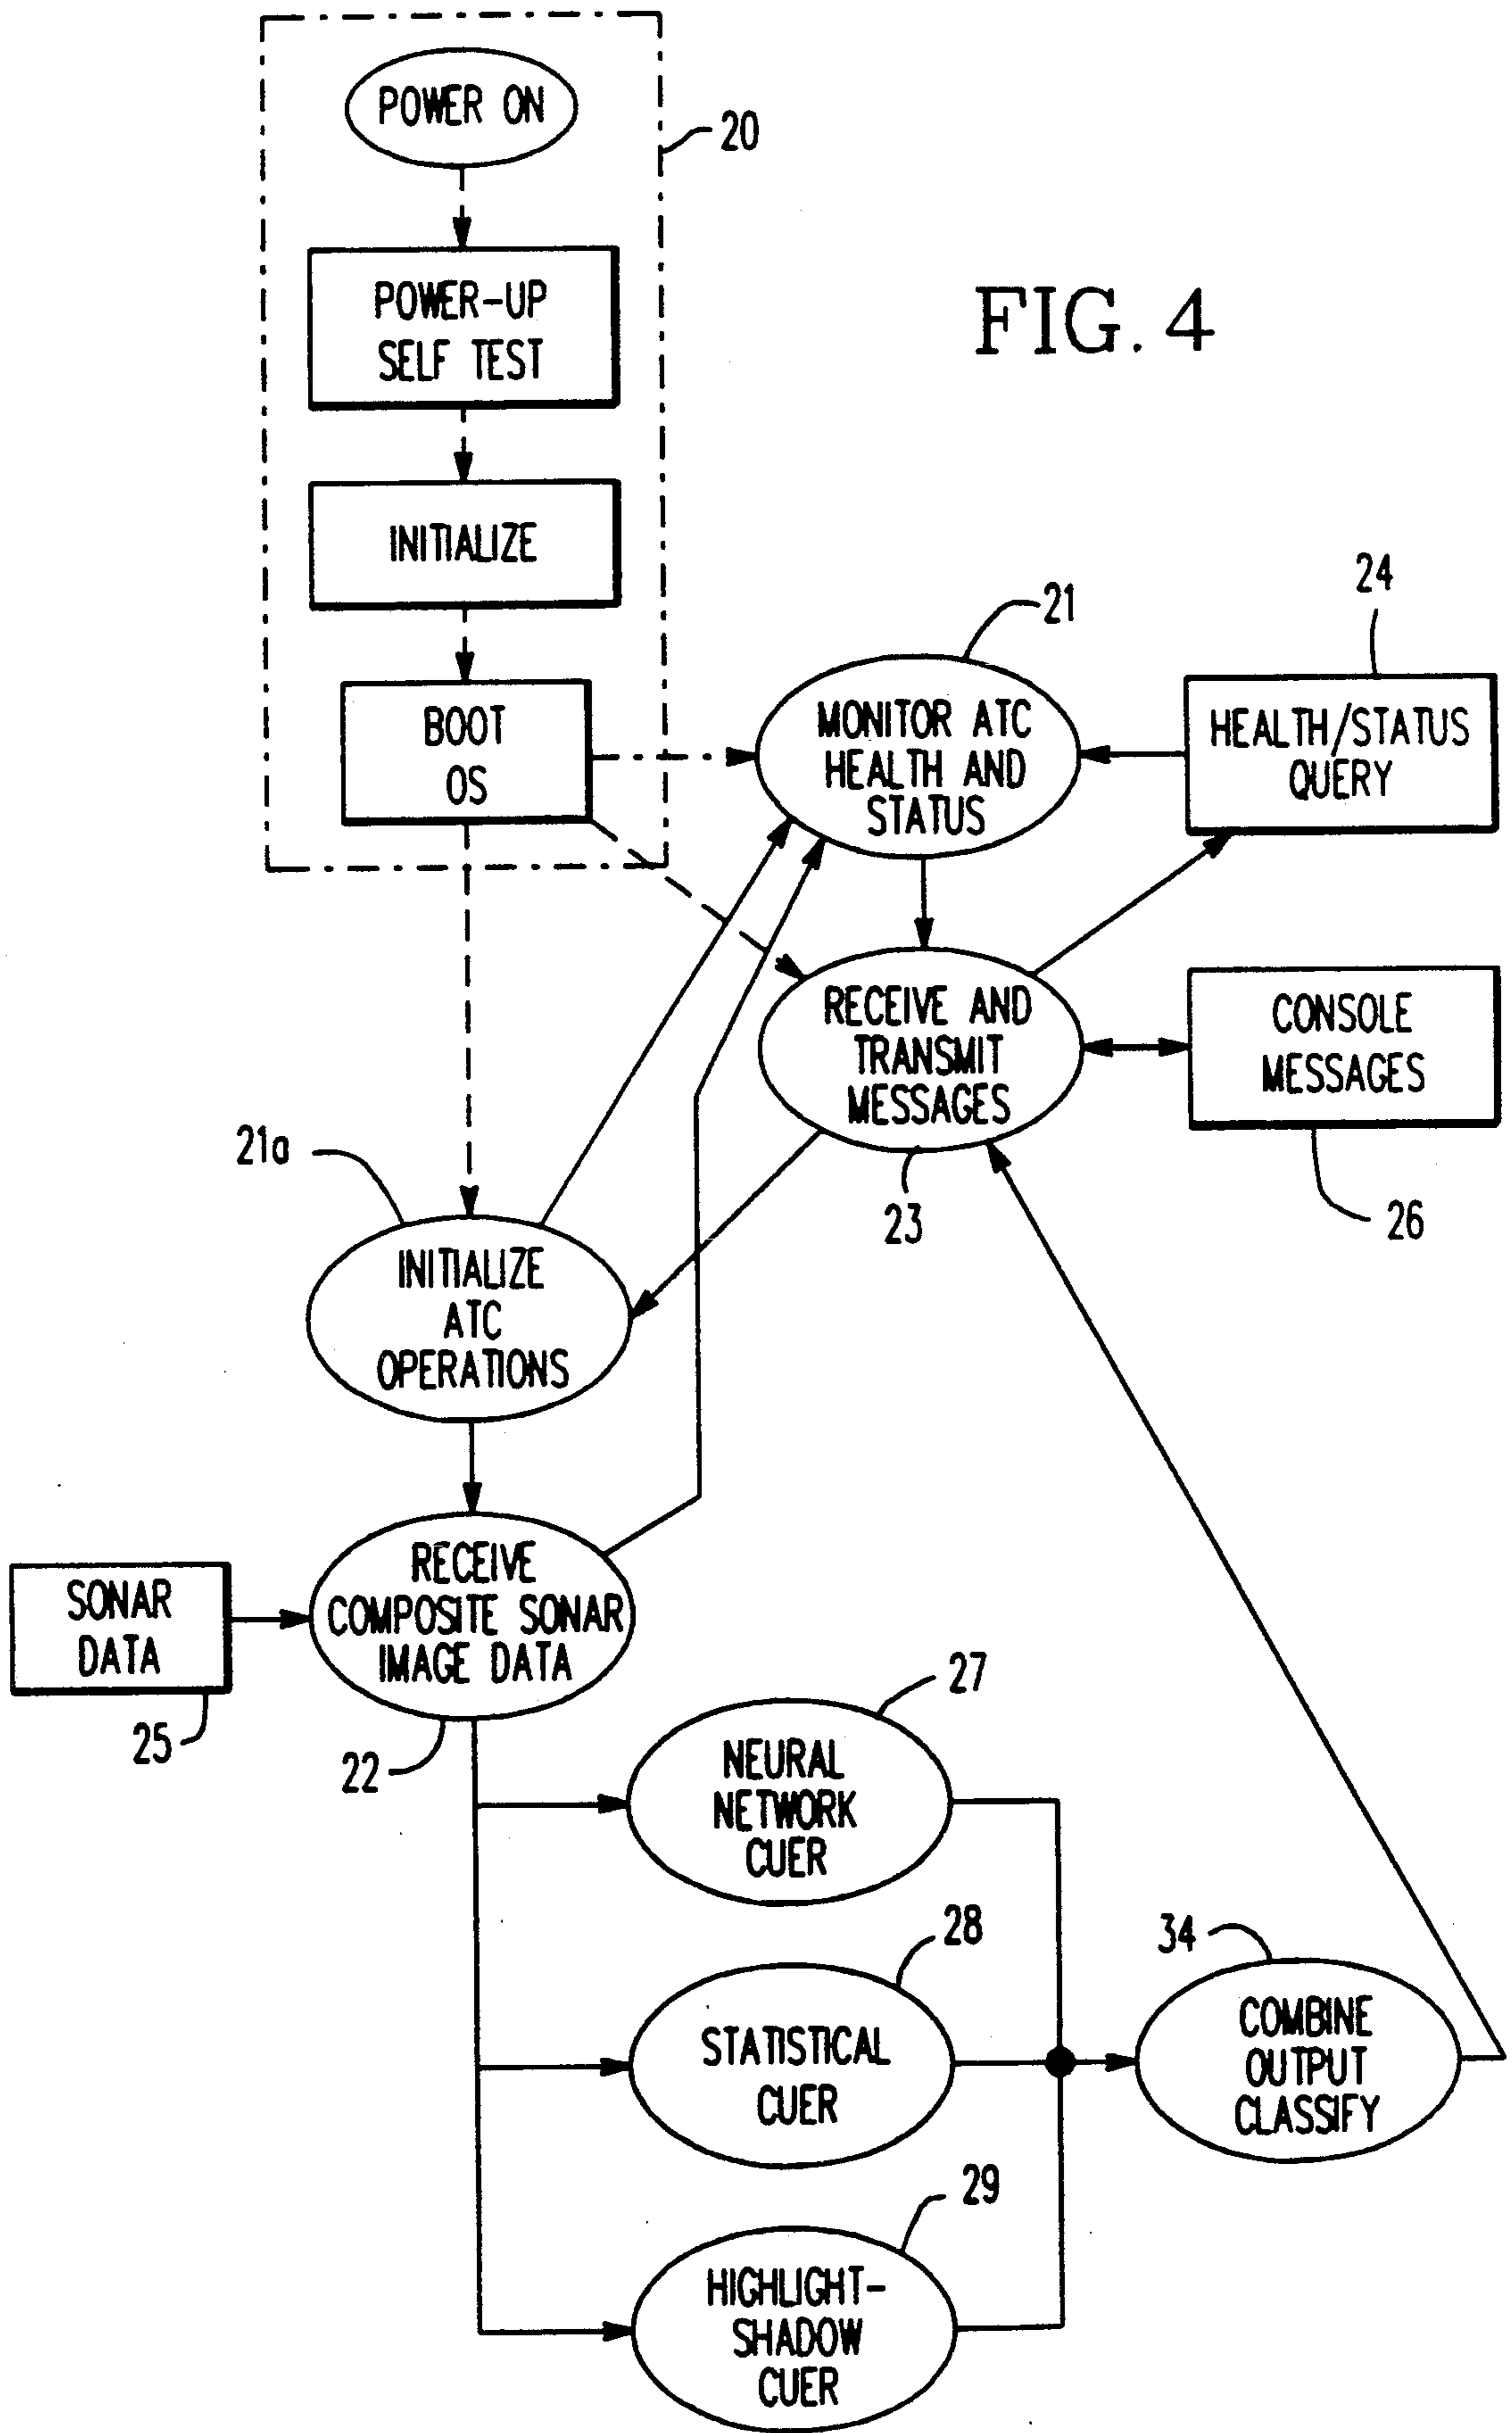 POWER ON
20
POWER-UP
SELF TEST
FIG. 4
INITIALIZE
BOOT
OS
21
MONITOR ATC
HEALTH AND
STATUS
24
HEALTH/STATUS
QUERY
RECEIVE AND
TRANSMIT
MESSAGES
23
CONSOLE
MESSAGES
26
21a
INITIALIZE
ATC
OPERATIONS
SONAR
DATA
25
RECEIVE
COMPOSITE SONAR
IMAGE DATA
22
27
NEURAL
NETWORK
CUER
28
STATISTICAL
CUER
29
HIGHLIGHT-
SHADOW
CUER
34
COMBINE
OUTPUT
CLASSIFY